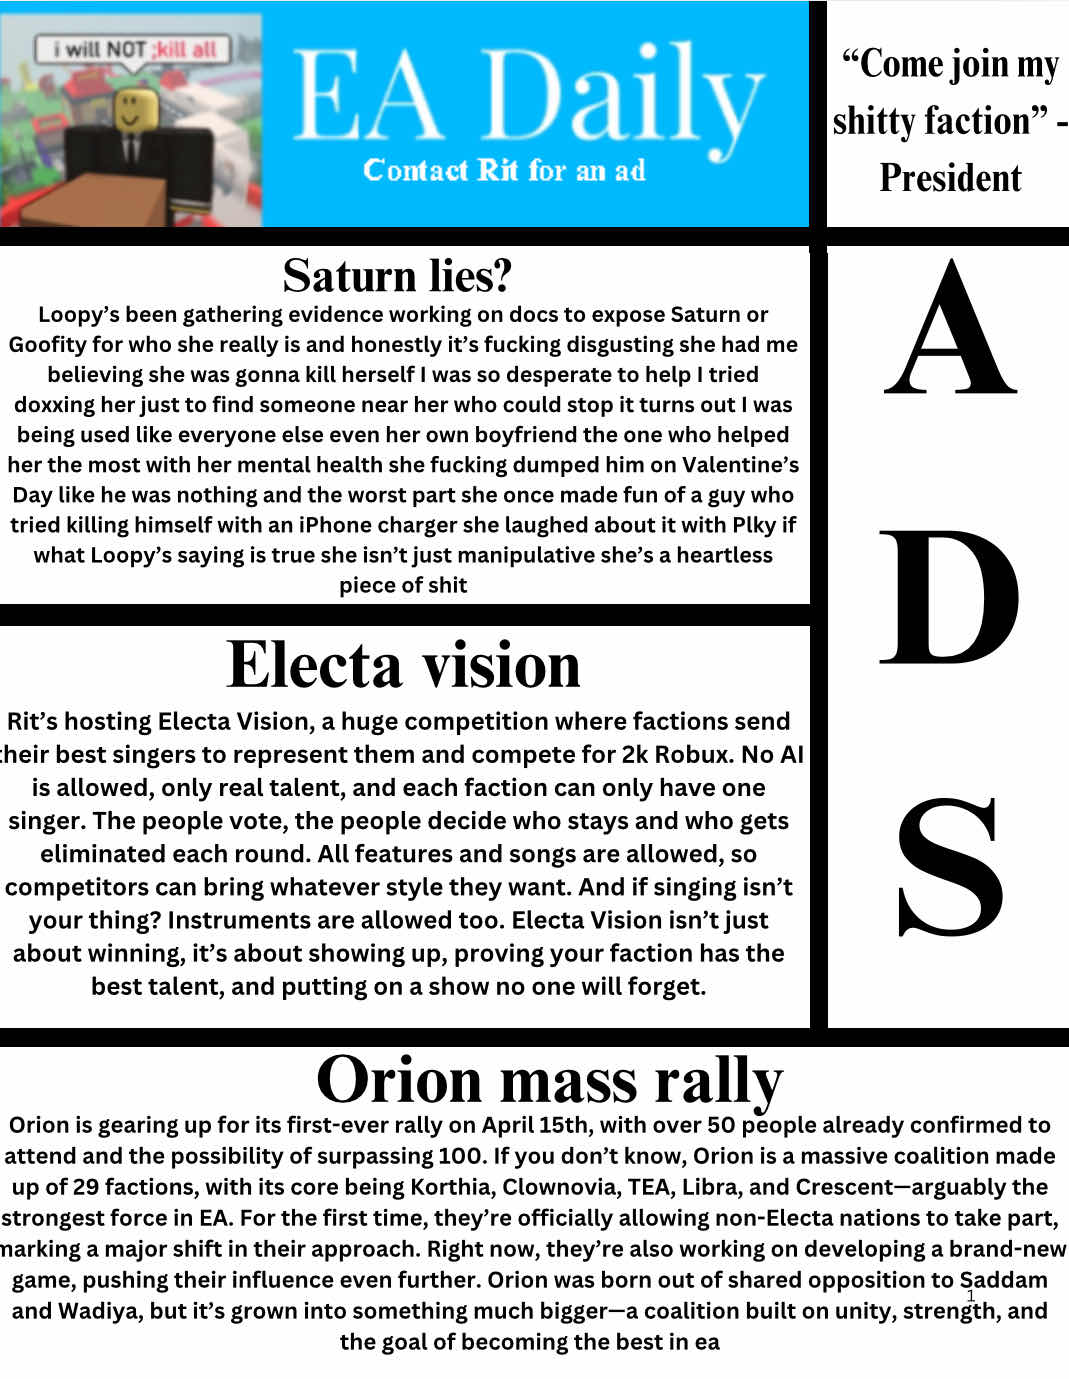 i will NOT ;kill all
EA Daily
Contact Rit for an ad
“Come join my
shitty faction” -
President
Saturn lies?
Loopy’s been gathering evidence working on docs to expose Saturn or
Goofity for who she really is and honestly it’s fucking disgusting she had me
believing she was gonna kill herself I was so desperate to help I tried
doxxing her just to find someone near her who could stop it turns out I was
being used like everyone else even her own boyfriend the one who helped
her the most with her mental health she fucking dumped him on Valentine’s
Day like he was nothing and the worst part she once made fun of a guy who
tried killing himself with an iPhone charger she laughed about it with Plky if
what Loopy’s saying is true she isn’t just manipulative she’s a heartless
piece of shit
Electa vision
Rit’s hosting Electa Vision, a huge competition where factions send
their best singers to represent them and compete for 2k Robux. No AI
is allowed, only real talent, and each faction can only have one
singer. The people vote, the people decide who stays and who gets
eliminated each round. All features and songs are allowed, so
competitors can bring whatever style they want. And if singing isn’t
your thing? Instruments are allowed too. Electa Vision isn’t just
about winning, it’s about showing up, proving your faction has the
best talent, and putting on a show no one will forget.
A
D
S
Orion mass rally
Orion is gearing up for its first-ever rally on April 15th, with over 50 people already confirmed to
attend and the possibility of surpassing 100. If you don’t know, Orion is a massive coalition made
up of 29 factions, with its core being Korthia, Clownovia, TEA, Libra, and Crescent—arguably the
strongest force in EA. For the first time, they’re officially allowing non-Electa nations to take part,
marking a major shift in their approach. Right now, they’re also working on developing a brand-new
game, pushing their influence even further. Orion was born out of shared opposition to Saddam
and Wadiya, but it’s grown into something much bigger—a coalition built on unity, strength, and
the goal of becoming the best in ea
1